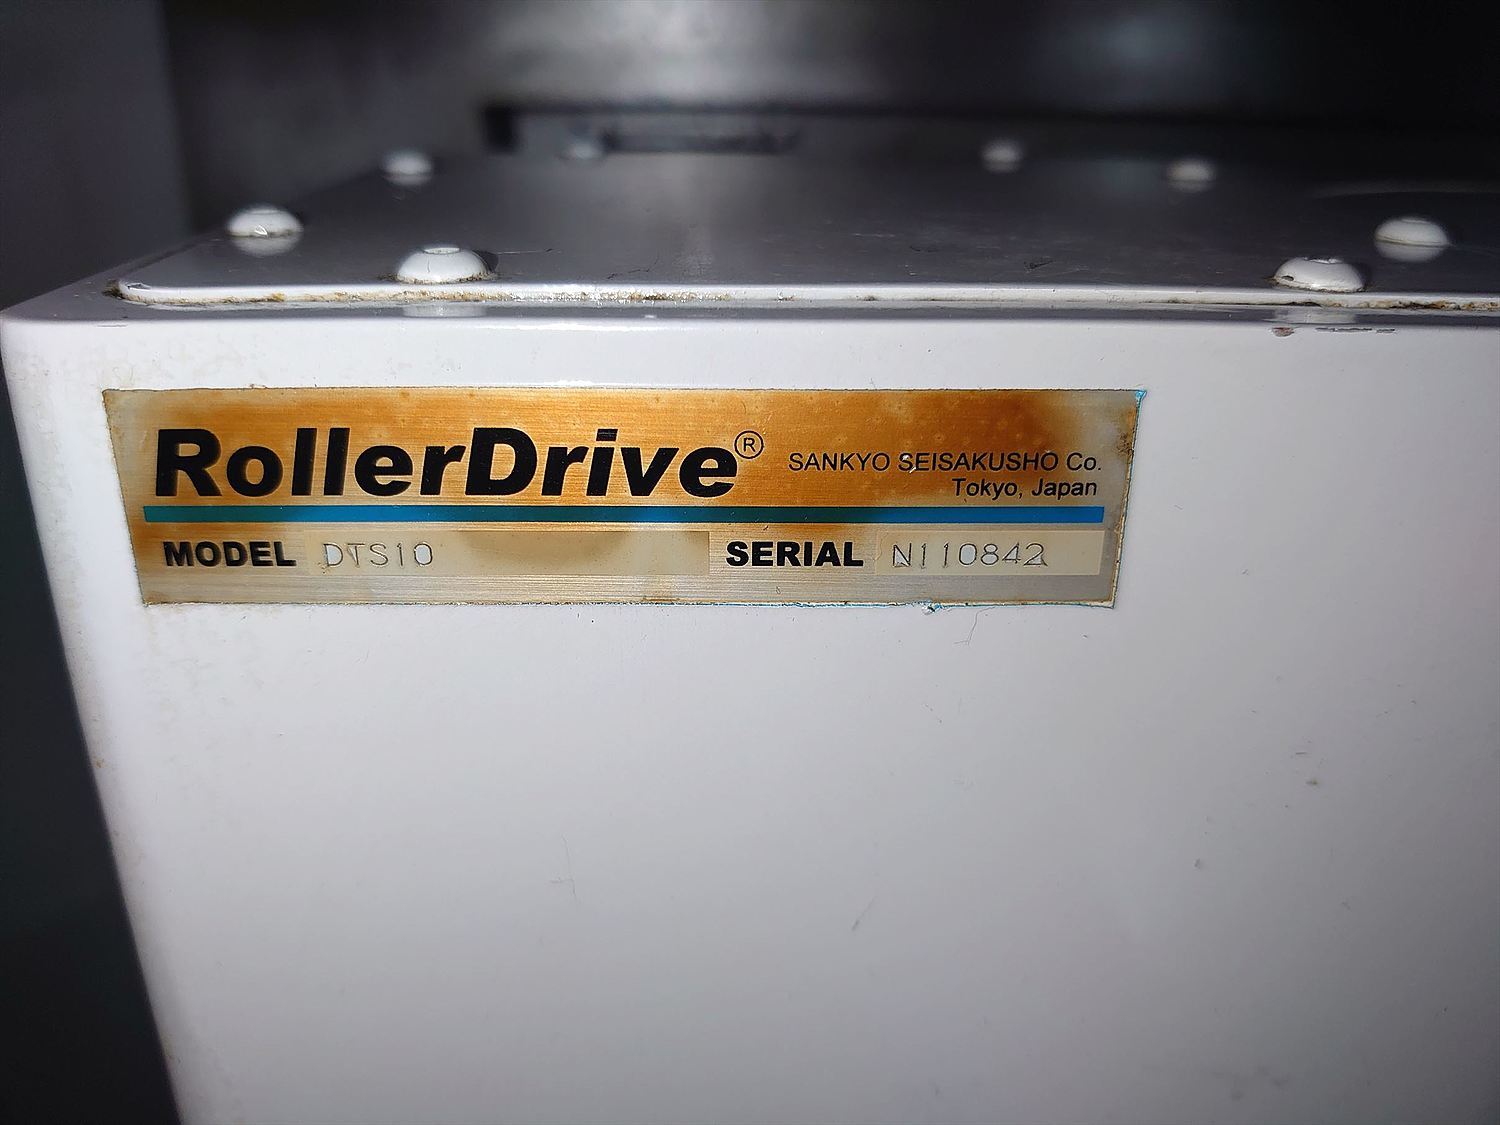 RollerDrive® SANKYO SEISAKUSHO Co.
Tokyo, Japan
MODEL DTS10 SERIAL N110842